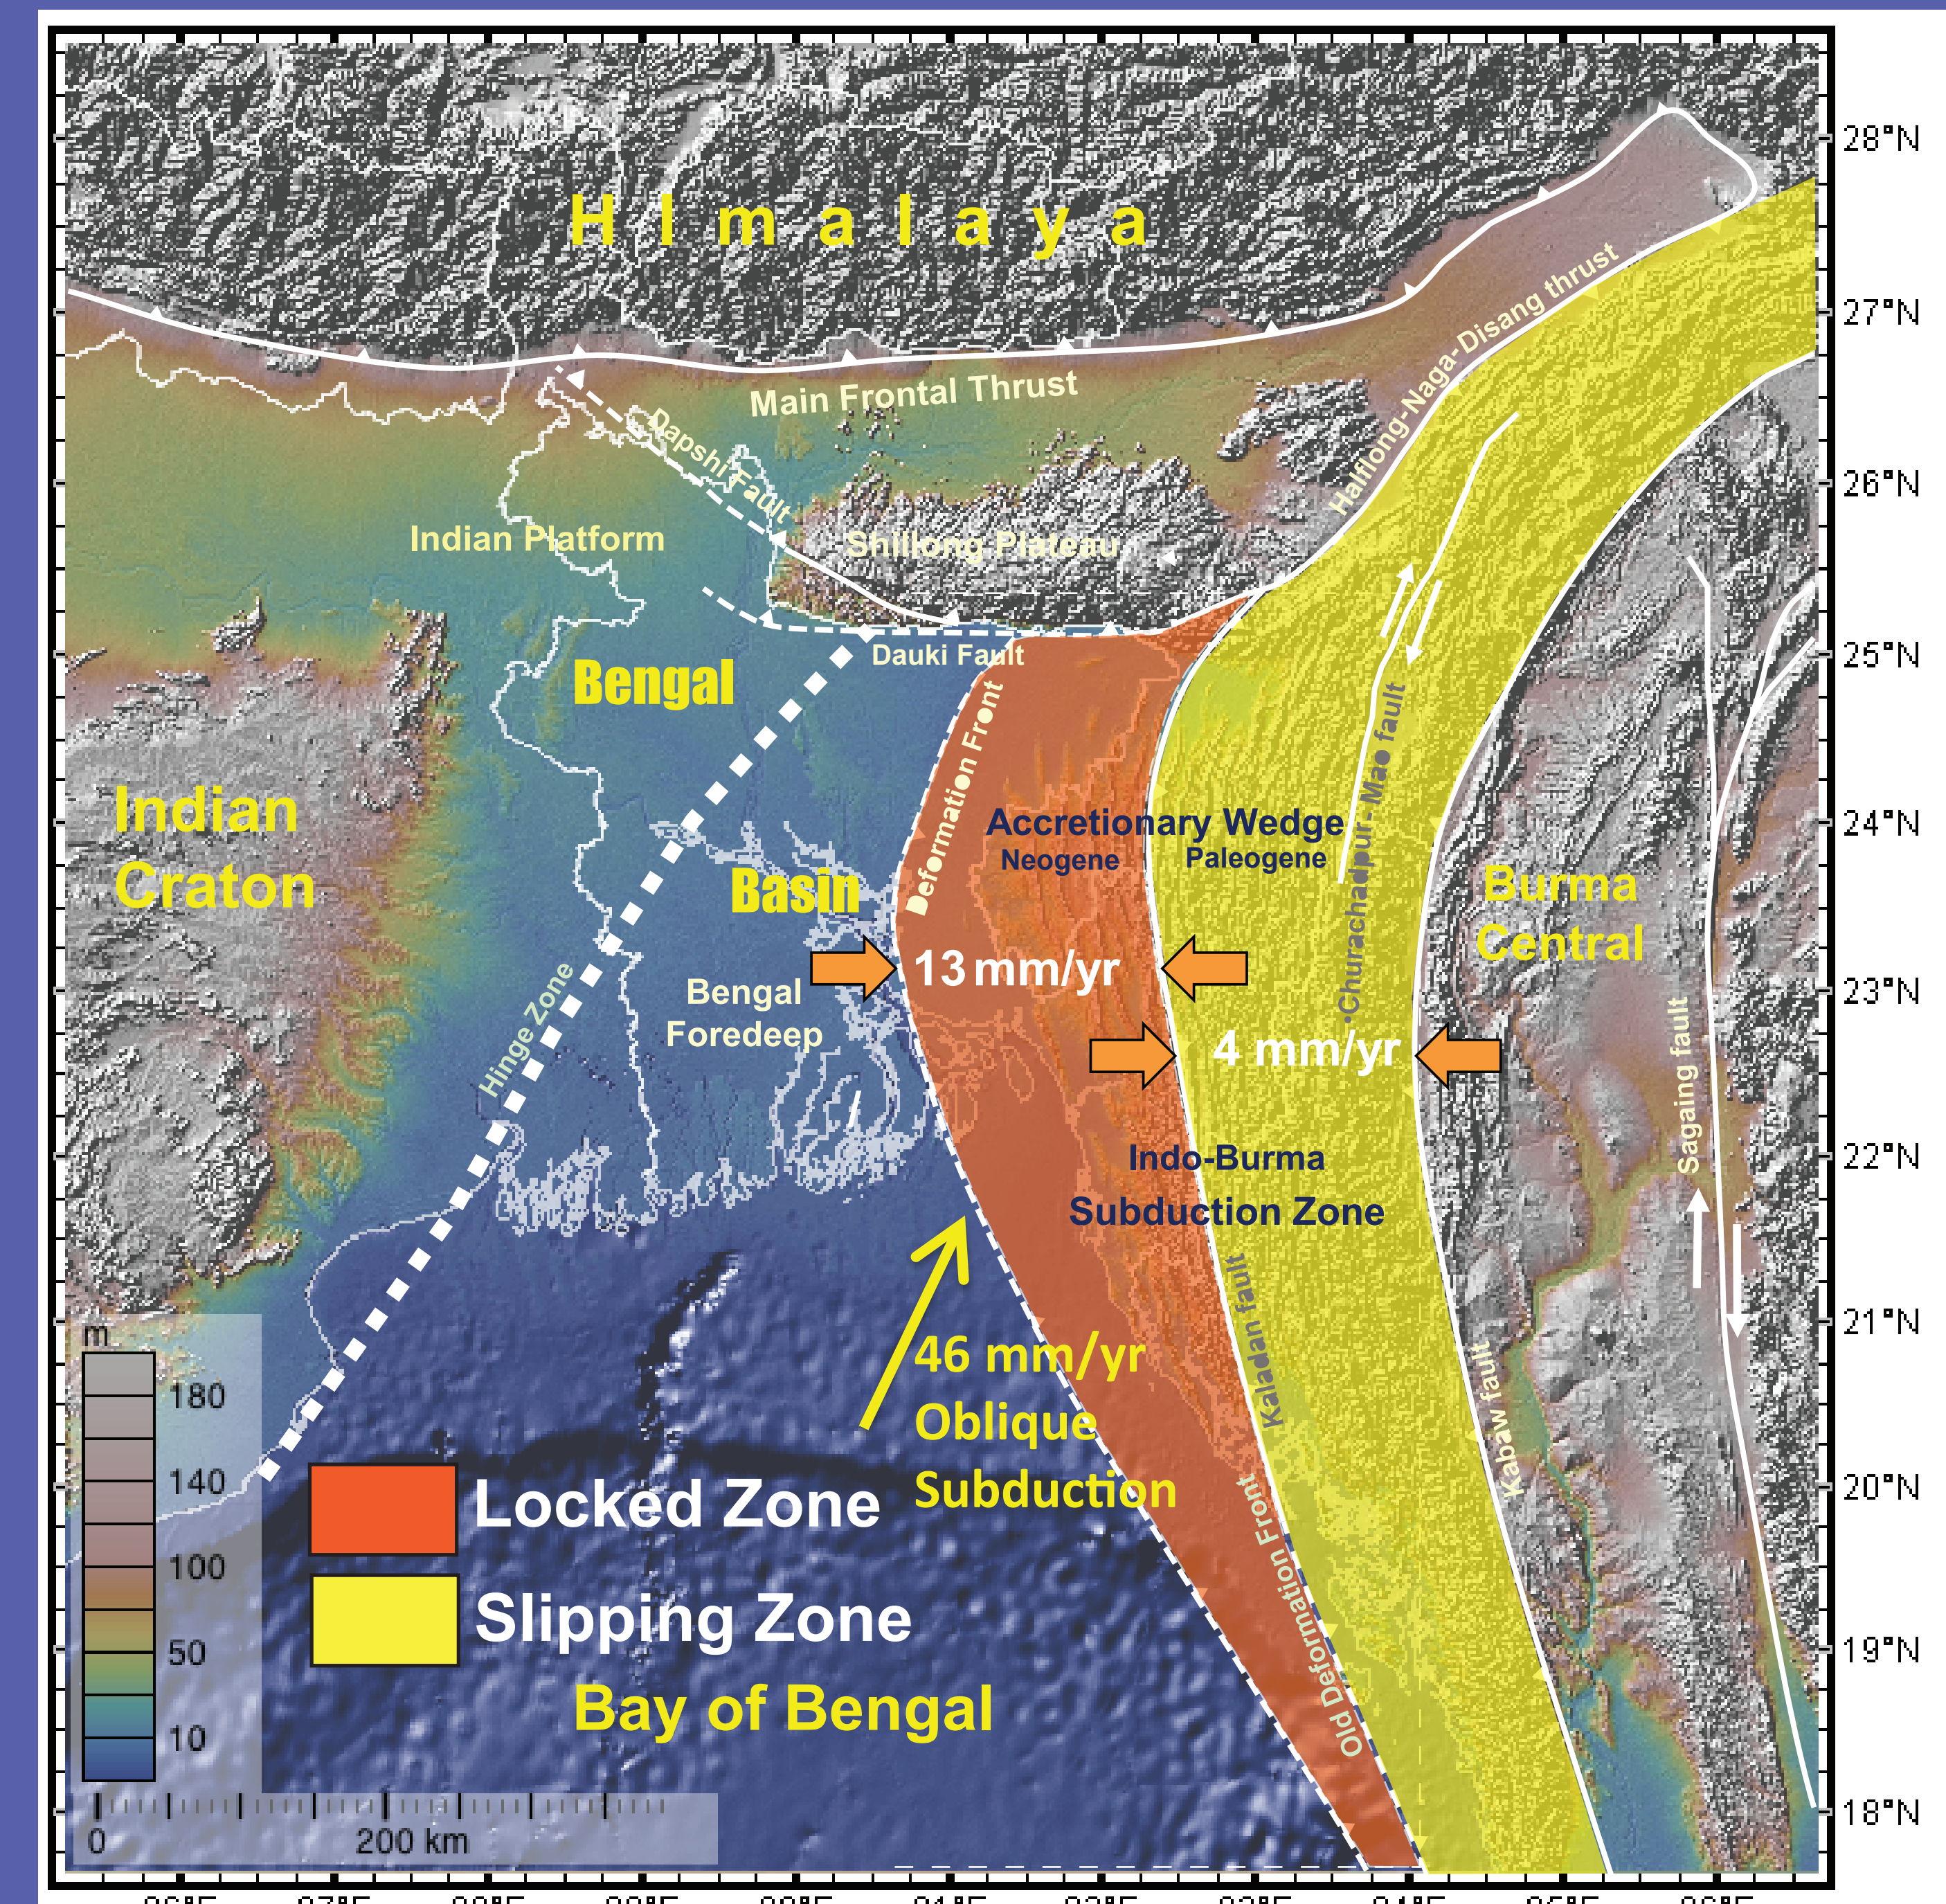 28°N
H I m a l a y a
27°N
Main Frontal Thrust
Haflong-Naga-Disang thrust
Dapshi Fault
26°N
Indian Platform
Shillong Plateau
25°N
Dauki Fault
Bengal
Deformation Front
•Churachadpur-Mao fault
Indian
Craton
24°N
Accretionary Wedge
Neogene
Paleogene
Basin
Burma
Central
13 mm/yr
23°N
Hinge Zone
Bengal
Foredeep
4 mm/yr
Sagaing fault
22°N
Indo-Burma
Subduction Zone
21°N
46 mm/yr
Oblique
Subduction
Kaladan fault
Kabaw fault
20°N
Old Deformation Front
m
180
140
100
50
10
Locked Zone
Slipping Zone
19°N
Bay of Bengal
18°N
0
200 km